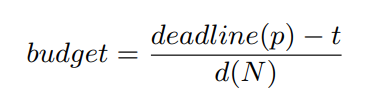 budget = deadline(p) − t
d(N)